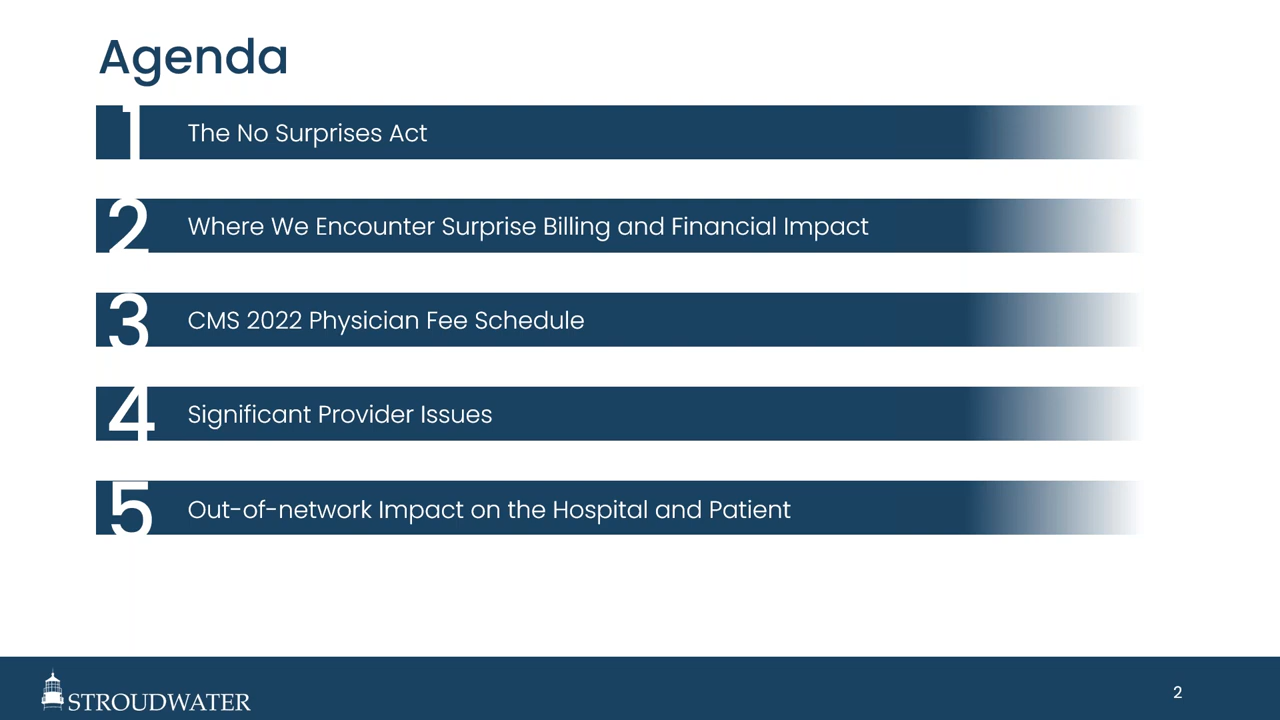 Agenda
1 The No Surprises Act
2 Where We Encounter Surprise Billing and Financial Impact
3 CMS 2022 Physician Fee Schedule
4 Significant Provider Issues
5 Out-of-network Impact on the Hospital and Patient
STROUDWATER
2